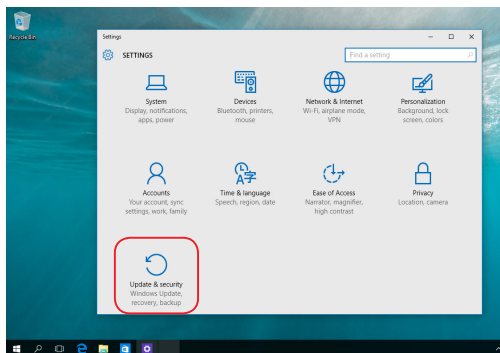 Recycle Bin
Settings
SETTINGS
Find a setting
System
Display, notifications,
apps, power
Devices
Bluetooth, printers,
mouse
Network & Internet
Wi-Fi, airplane mode,
VPN
Personalization
Background, lock
screen, colors
Accounts
Your account, sync
settings, work, family
Time & language
Speech, region, date
Ease of Access
Narrator, magnifier,
high contrast
Privacy
Location, camera
Update & security
Windows Update,
recovery, backup